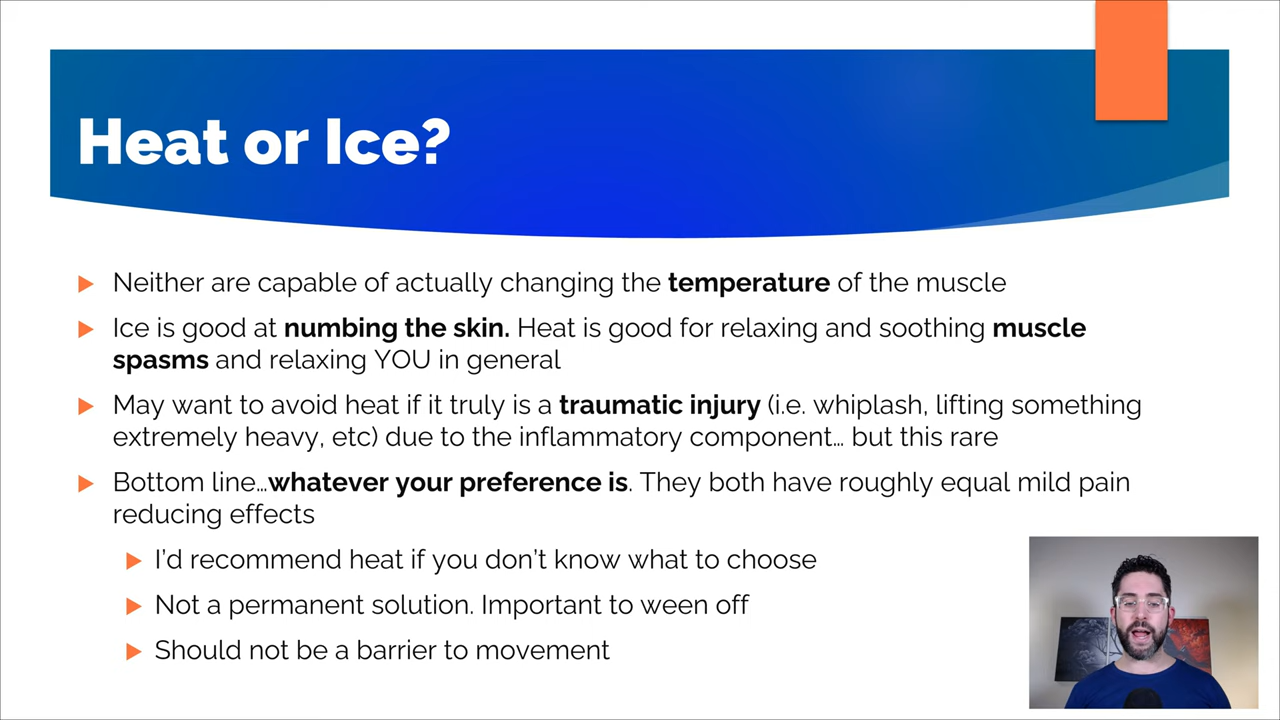 Heat or Ice?
Neither are capable of actually changing the temperature of the muscle
Ice is good at numbing the skin. Heat is good for relaxing and soothing muscle
spasms and relaxing YOU in general
May want to avoid heat if it truly is a traumatic injury (i.e. whiplash, lifting something
extremely heavy, etc) due to the inflammatory component... but this rare
Bottom line...whatever your preference is. They both have roughly equal mild pain
reducing effects
I'd recommend heat if you don't know what to choose
Not a permanent solution. Important to ween off
Should not be a barrier to movement